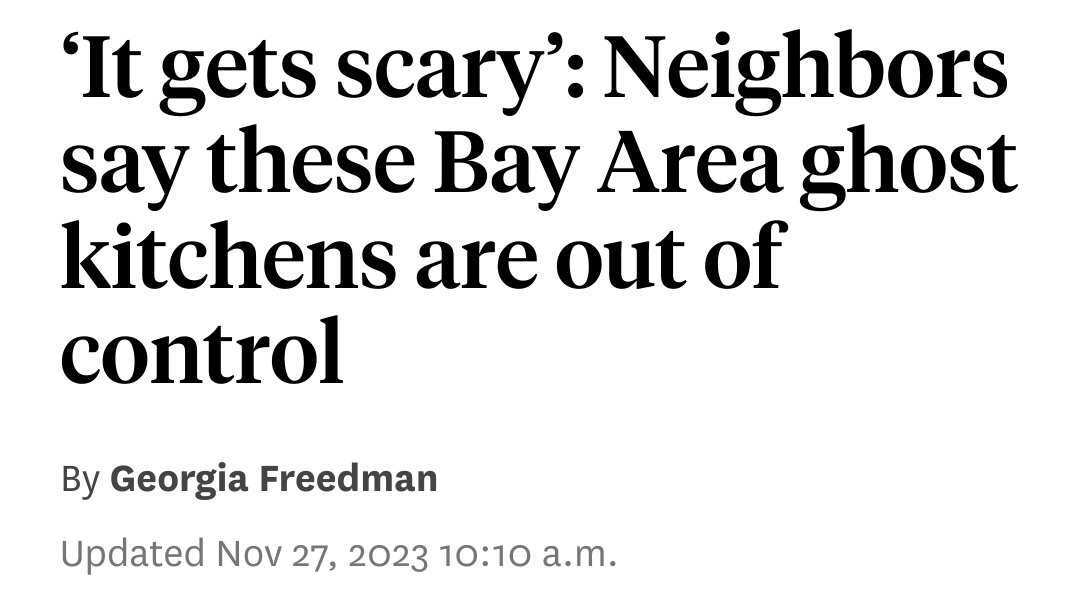 ‘It gets scary’: Neighbors
say these Bay Area ghost
kitchens are out of
control
By Georgia Freedman
Updated Nov 27, 2023 10:10 a.m.